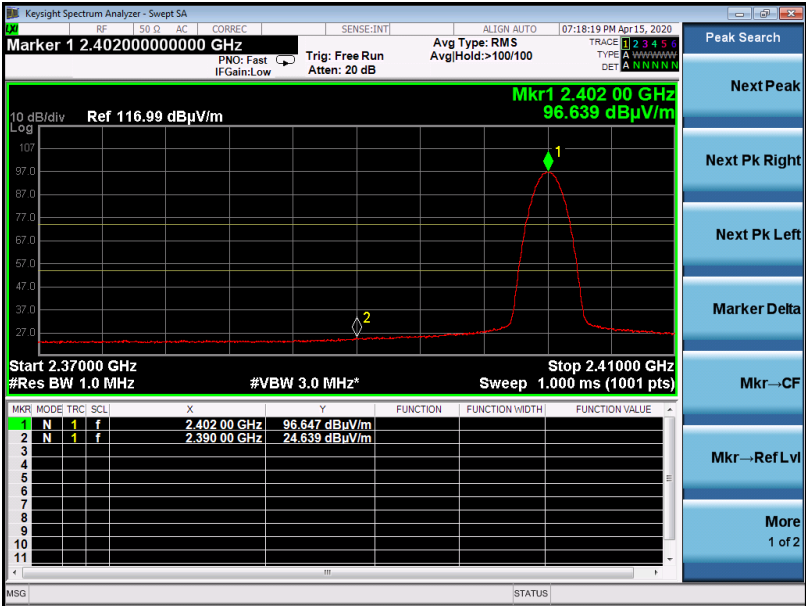 Keysight Spectrum Analyzer - Swept SA
LXI RF 50 Ω AC CORREC SENSE:INT ALIGN AUTO 07:18:19 PM Apr 15, 2020
Marker 1 2.402000000000 GHz
PNO: Fast
IFGain:Low
Trig: Free Run
Atten: 20 dB
Avg Type: RMS
Avg|Hold:>100/100
TRACE 1 2 3 4 5 6
TYPE A WWWWW
DET A N N N N N
Mkr1 2.402 00 GHz
96.639 dBμV/m
10 dB/div Ref 116.99 dBμV/m
Log
107
97.0
87.0
77.0
67.0
57.0
47.0
37.0
27.0
1
2
Start 2.37000 GHz Stop 2.41000 GHz
#Res BW 1.0 MHz #VBW 3.0 MHz* Sweep 1.000 ms (1001 pts)
MKR MODE TRC SCL X Y FUNCTION FUNCTION WIDTH FUNCTION VALUE
1 N 1 f 2.402 00 GHz 96.647 dBμV/m
2 N 1 f 2.390 00 GHz 24.639 dBμV/m
3
4
5
6
7
8
9
10
11
MSG STATUS
Peak Search
Next Peak
Next Pk Right
Next Pk Left
Marker Delta
Mkr→CF
Mkr→Ref Lvl
More
1 of 2